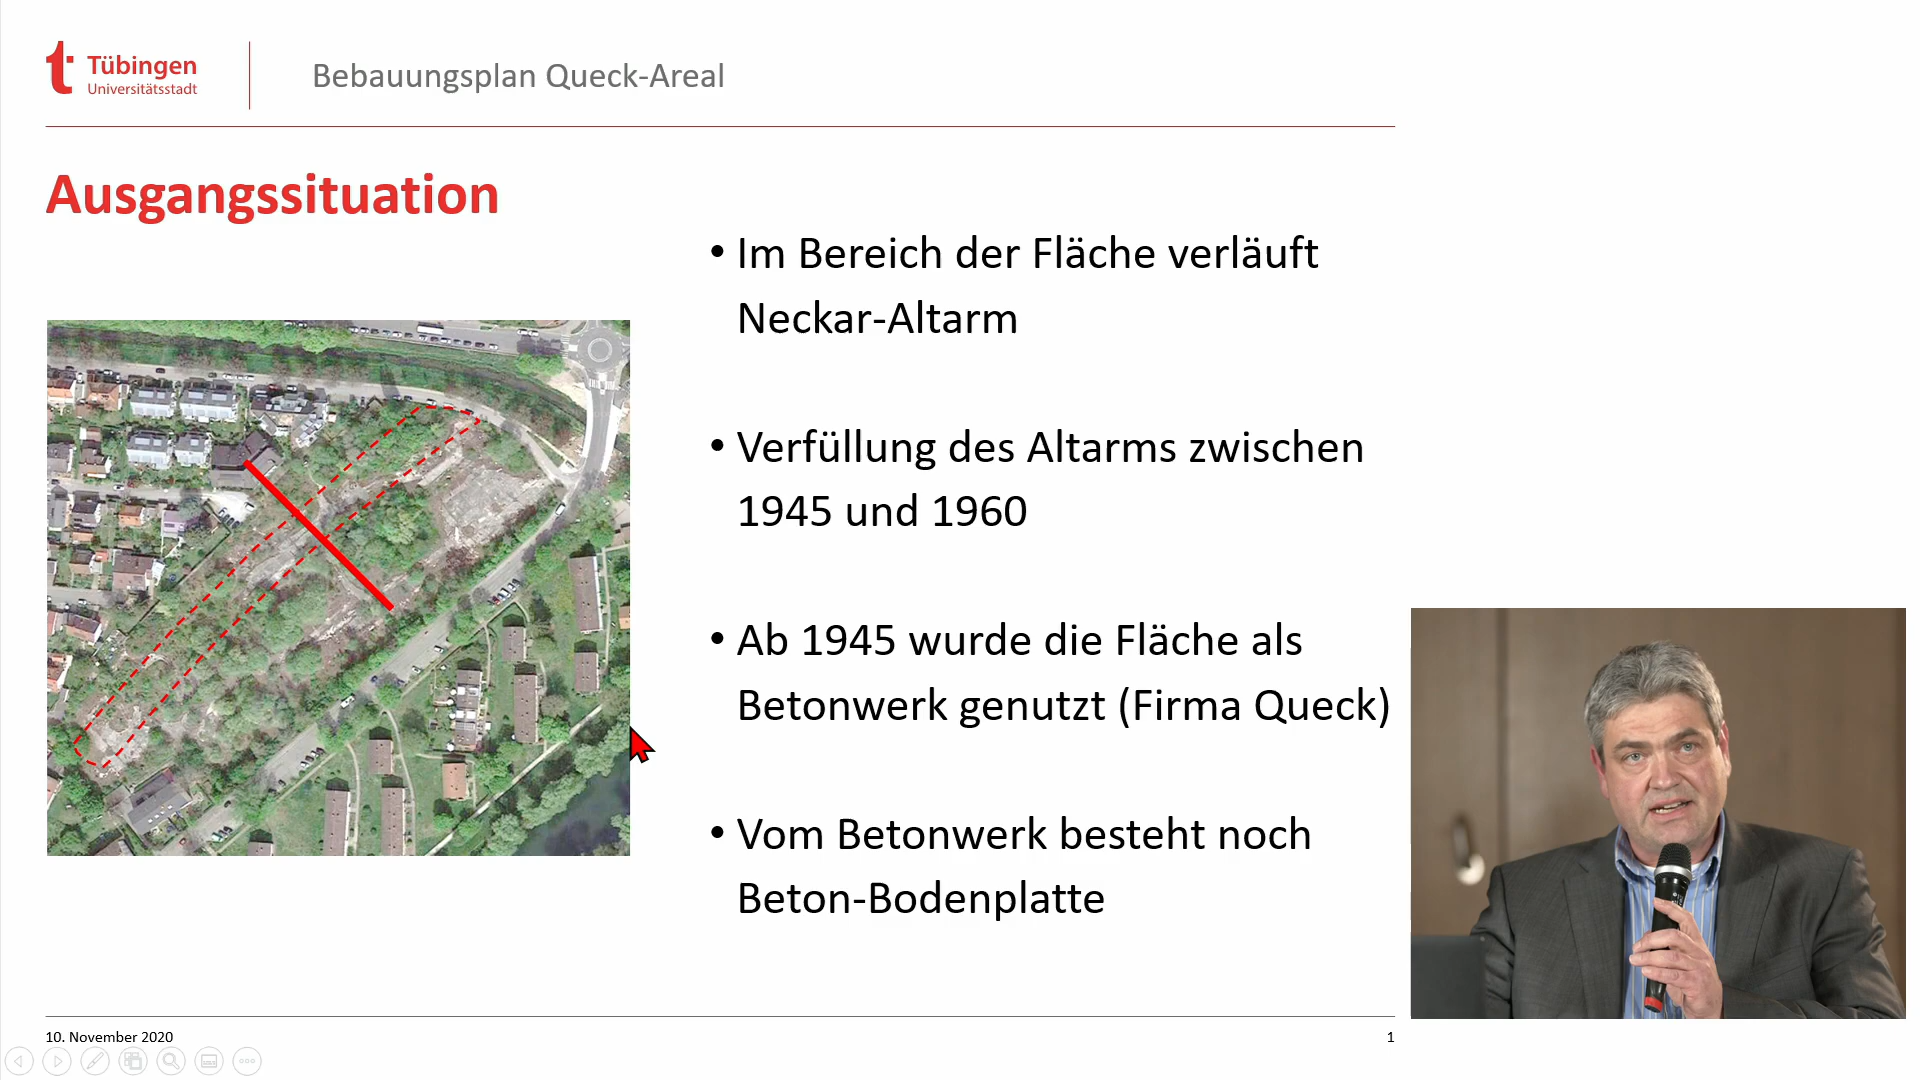 Tübingen
Universitätsstadt
Bebauungsplan Queck-Areal
Ausgangssituation
• Im Bereich der Fläche verläuft
Neckar-Altarm
• Verfüllung des Altarms zwischen
1945 und 1960
• Ab 1945 wurde die Fläche als
Betonwerk genutzt (Firma Queck)
• Vom Betonwerk besteht noch
Beton-Bodenplatte
10. November 2020
1